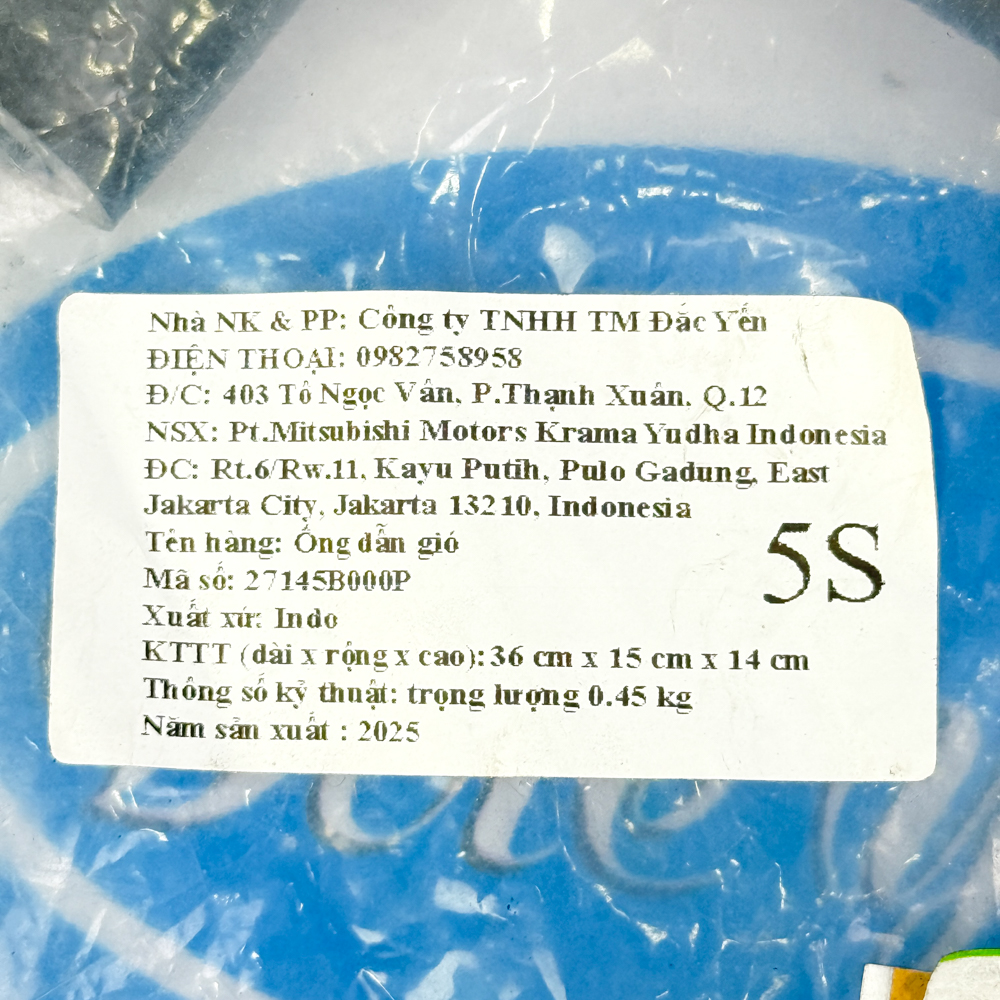 Nhà NK & PP: Công ty TNHH TM Đắc Yến
ĐIỆN THOẠI: 0982758958
Đ/C: 403 Tô Ngọc Vân, P.Thạnh Xuân, Q.12
NSX: Pt.Mitsubishi Motors Krama Yudha Indonesia
ĐC: Rt.6/Rw.11, Kayu Putih, Pulo Gadung, East
Jakarta City, Jakarta 13210, Indonesia
Tên hàng: Ống dẫn gió
Mã số: 27145B000P
5S
Xuất xứ: Indo
KTTT (dài x rộng x cao): 36 cm x 15 cm x 14 cm
Thông số kỹ thuật: trọng lượng 0.45 kg
Năm sản xuất : 2025